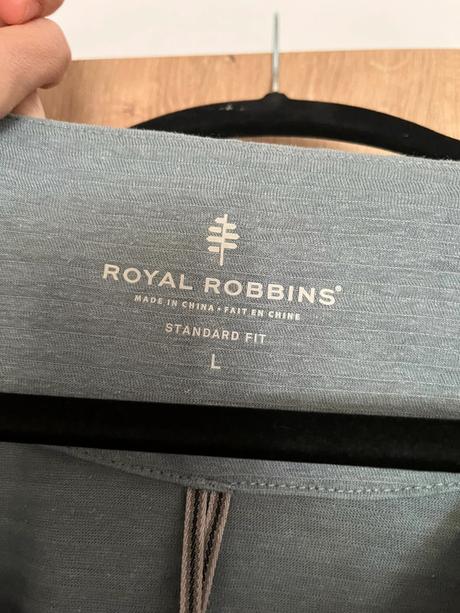 ROYAL ROBBINS®
MADE IN CHINA • FAIT EN CHINE
STANDARD FIT
L